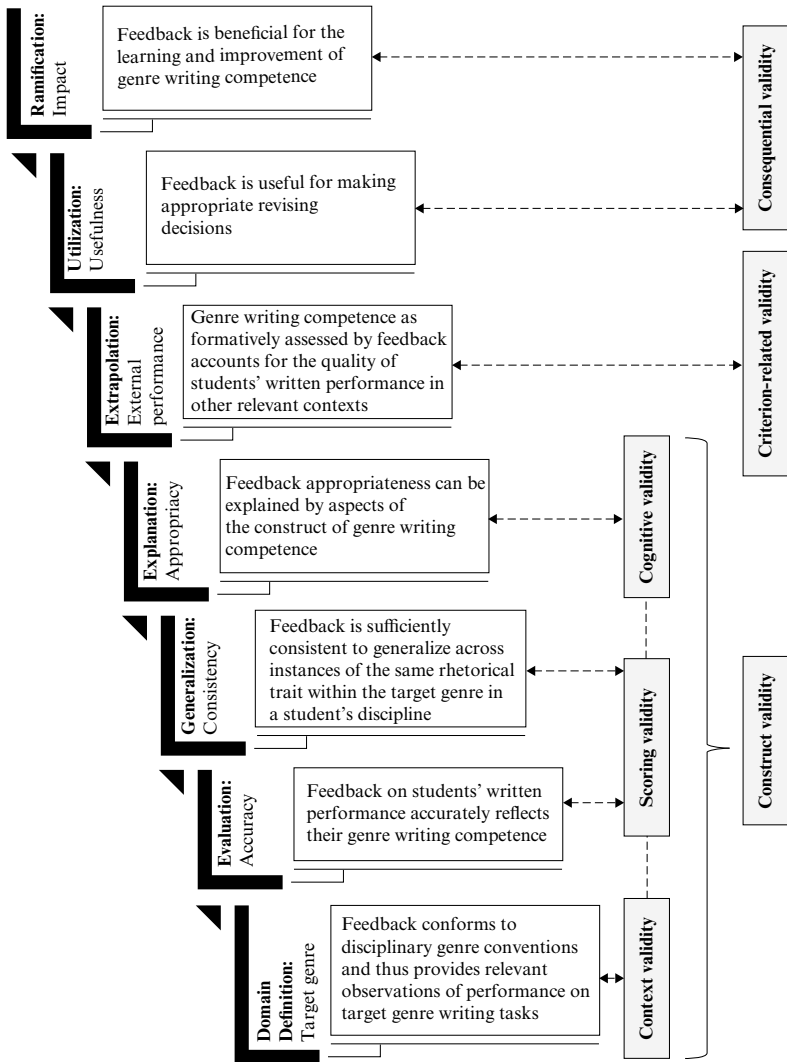 Ramification:
Impact
Feedback is beneficial for the
learning and improvement of
genre writing competence
Consequential validity
Utilization:
Usefulness
Feedback is useful for making
appropriate revising
decisions
Extrapolation:
External
performance
Genre writing competence as
formatively assessed by feedback
accounts for the quality of
students’ written performance in
other relevant contexts
Criterion-related validity
Explanation:
Appropriacy
Feedback appropriateness can be
explained by aspects of
the construct of genre writing
competence
Cognitive validity
Generalization:
Consistency
Feedback is sufficiently
consistent to generalize across
instances of the same rhetorical
trait within the target genre in
a student’s discipline
Scoring validity
Construct validity
Evaluation:
Accuracy
Feedback on students’ written
performance accurately reflects
their genre writing competence
Domain
Definition:
Target genre
Feedback conforms to
disciplinary genre conventions
and thus provides relevant
observations of performance on
target genre writing tasks
Context validity